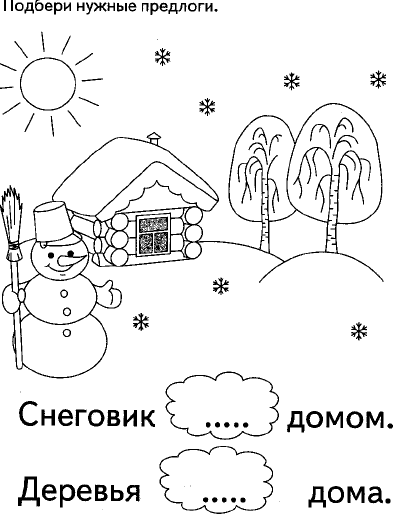 Подбери нужные предлоги.
Снеговик ..... домом.
Деревья ..... дома.